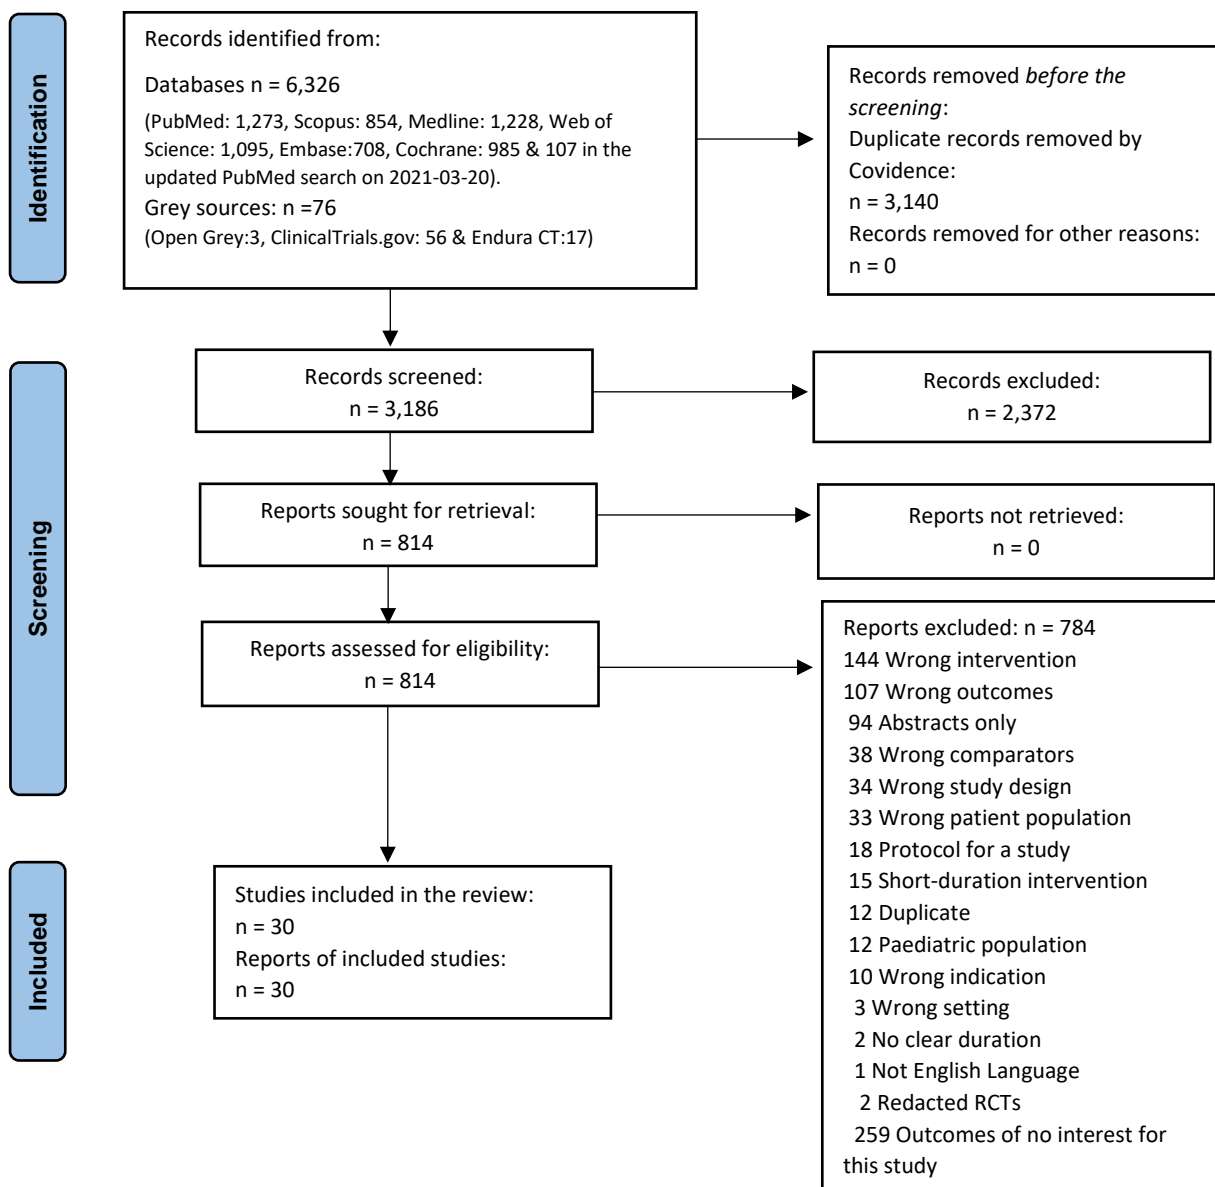 Identification
Records identified from:
Databases n = 6,326
(PubMed: 1,273, Scopus: 854, Medline: 1,228, Web of
Science: 1,095, Embase:708, Cochrane: 985 & 107 in the
updated PubMed search on 2021-03-20).
Grey sources: n =76
(Open Grey:3, ClinicalTrials.gov: 56 & Endura CT:17)
Records removed before the
screening:
Duplicate records removed by
Covidence:
n = 3,140
Records removed for other reasons:
n = 0
Screening
Records screened:
n = 3,186
Records excluded:
n = 2,372
Reports sought for retrieval:
n = 814
Reports not retrieved:
n = 0
Reports assessed for eligibility:
n = 814
Reports excluded: n = 784
144 Wrong intervention
107 Wrong outcomes
94 Abstracts only
38 Wrong comparators
34 Wrong study design
33 Wrong patient population
18 Protocol for a study
15 Short-duration intervention
12 Duplicate
12 Paediatric population
10 Wrong indication
3 Wrong setting
2 No clear duration
1 Not English Language
2 Redacted RCTs
259 Outcomes of no interest for
this study
Included
Studies included in the review:
n = 30
Reports of included studies:
n = 30